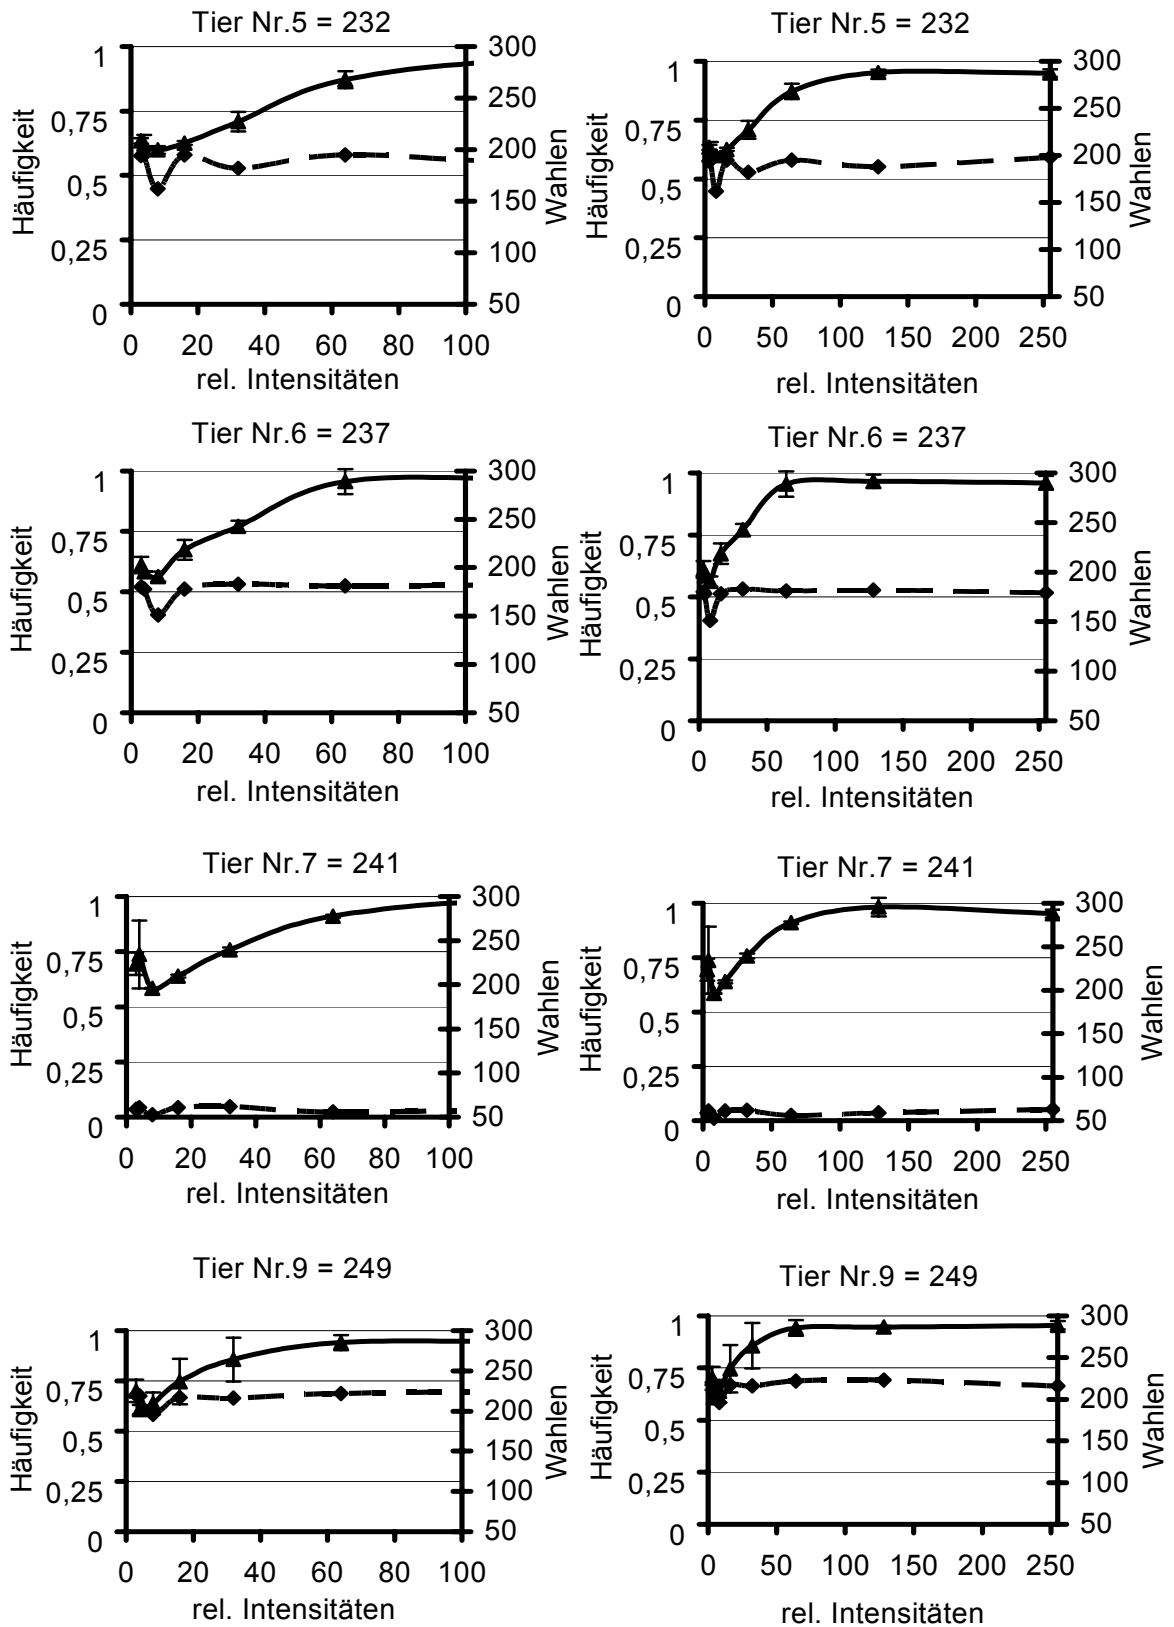 Tier Nr.5 = 232
1
0,75
0,5
0,25
0
Häufigkeit
300
250
200
150
100
50
Wahlen
0 20 40 60 80 100
rel. Intensitäten
Tier Nr.5 = 232
1
0,75
0,5
0,25
0
Häufigkeit
300
250
200
150
100
50
Wahlen
0 50 100 150 200 250
rel. Intensitäten
Tier Nr.6 = 237
1
0,75
0,5
0,25
0
Häufigkeit
300
250
200
150
100
50
Wahlen
0 20 40 60 80 100
rel. Intensitäten
Tier Nr.6 = 237
1
0,75
0,5
0,25
0
Häufigkeit
300
250
200
150
100
50
Wahlen
0 50 100 150 200 250
rel. Intensitäten
Tier Nr.7 = 241
1
0,75
0,5
0,25
0
Häufigkeit
300
250
200
150
100
50
Wahlen
0 20 40 60 80 100
rel. Intensitäten
Tier Nr.7 = 241
1
0,75
0,5
0,25
0
Häufigkeit
300
250
200
150
100
50
Wahlen
0 50 100 150 200 250
rel. Intensitäten
Tier Nr.9 = 249
1
0,75
0,5
0,25
0
Häufigkeit
300
250
200
150
100
50
Wahlen
0 20 40 60 80 100
rel. Intensitäten
Tier Nr.9 = 249
1
0,75
0,5
0,25
0
Häufigkeit
300
250
200
150
100
50
Wahlen
0 50 100 150 200 250
rel. Intensitäten